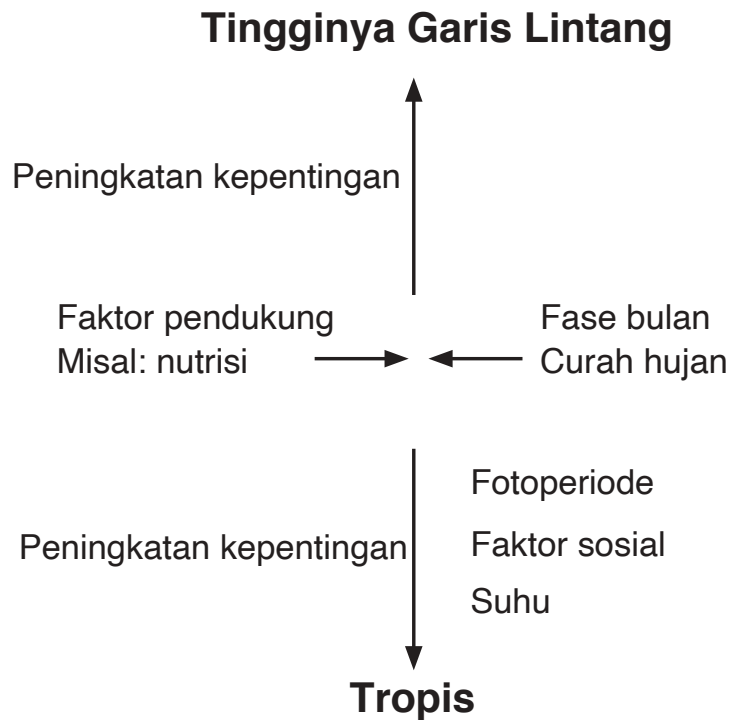 Tingginya Garis Lintang
Peningkatan kepentingan
Faktor pendukung
Misal: nutrisi
Fase bulan
Curah hujan
Peningkatan kepentingan
Fotoperiode
Faktor sosial
Suhu
Tropis